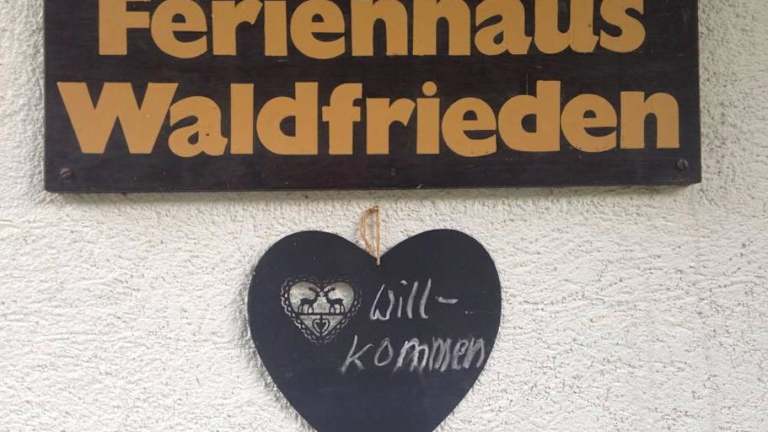 Ferienhaus
Waldfrieden
Will-
kommen